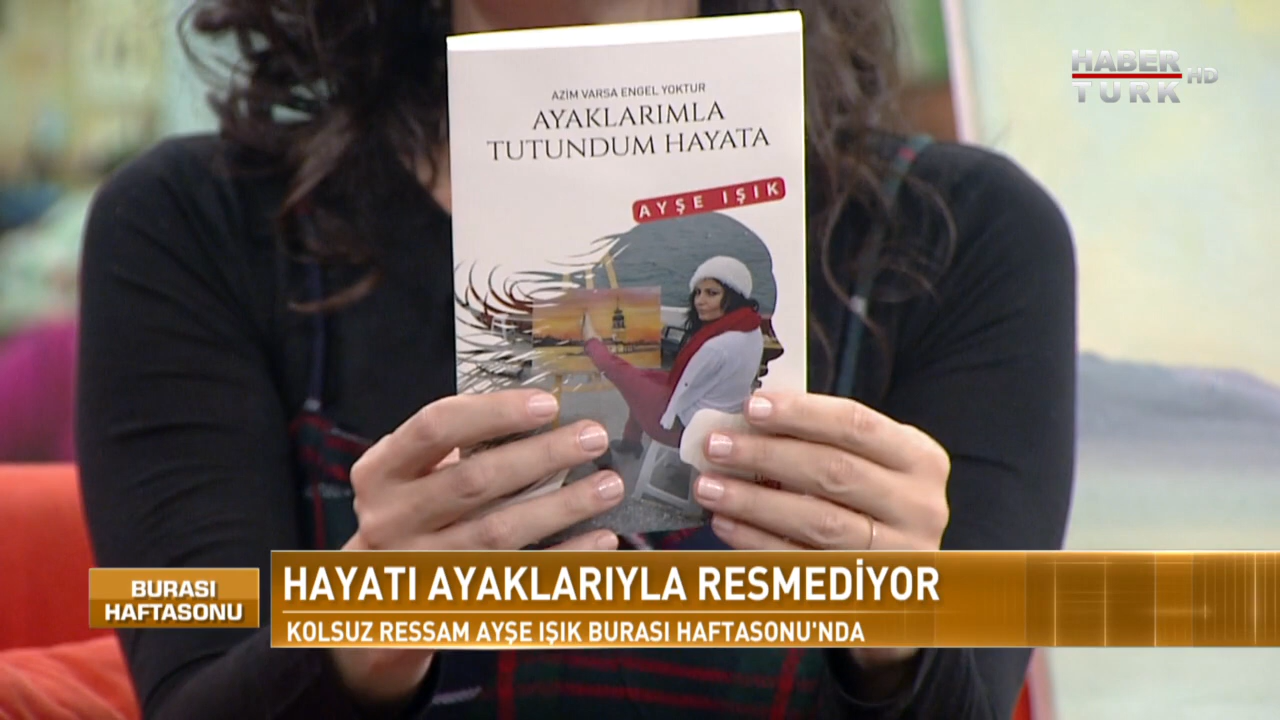 HABER
TURK HD
AZİM VARSA ENGEL YOKTUR
AYAKLARIMLA
TUTUNDUM HAYATA
AYŞE IŞIK
BURASI
HAFTASONU
HAYATI AYAKLARIYLA RESMEDİYOR
KOLSUZ RESSAM AYŞE IŞIK BURASI HAFTASONU'NDA